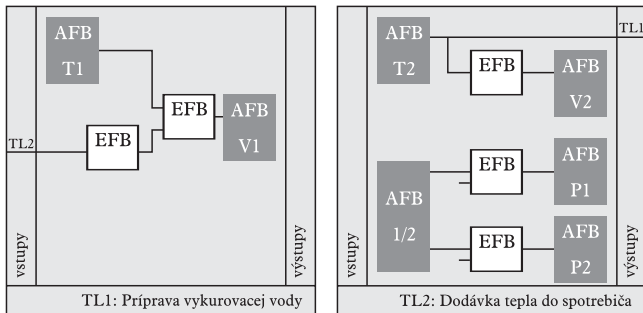 AFB
T1
EFB
AFB
V1
TL2
EFB
vstupy
výstupy
TL1: Príprava vykurovacej vody
AFB
T2
TL1
EFB
AFB
V2
AFB
1/2
EFB
AFB
P1
EFB
AFB
P2
vstupy
výstupy
TL2: Dodávka tepla do spotrebiča